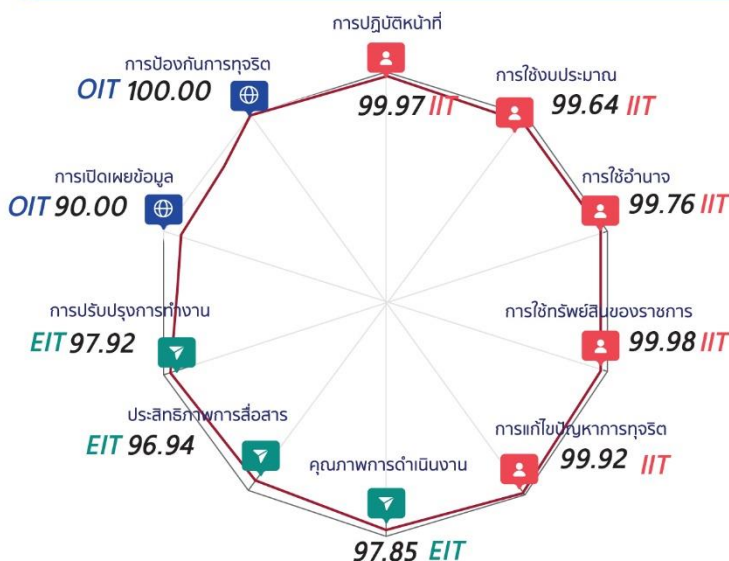 การปฏิบัติหน้าที่
99.97 IIT
การใช้งบประมาณ
99.64 IIT
การใช้อำนาจ
99.76 IIT
การใช้ทรัพย์สินของราชการ
99.98 IIT
การแก้ไขปัญหาการทุจริต
99.92 IIT
คุณภาพการดำเนินงาน
97.85 EIT
ประสิทธิภาพการสื่อสาร
EIT 96.94
การปรับปรุงการทำงาน
EIT 97.92
การเปิดเผยข้อมูล
OIT 90.00
การป้องกันการทุจริต
OIT 100.00